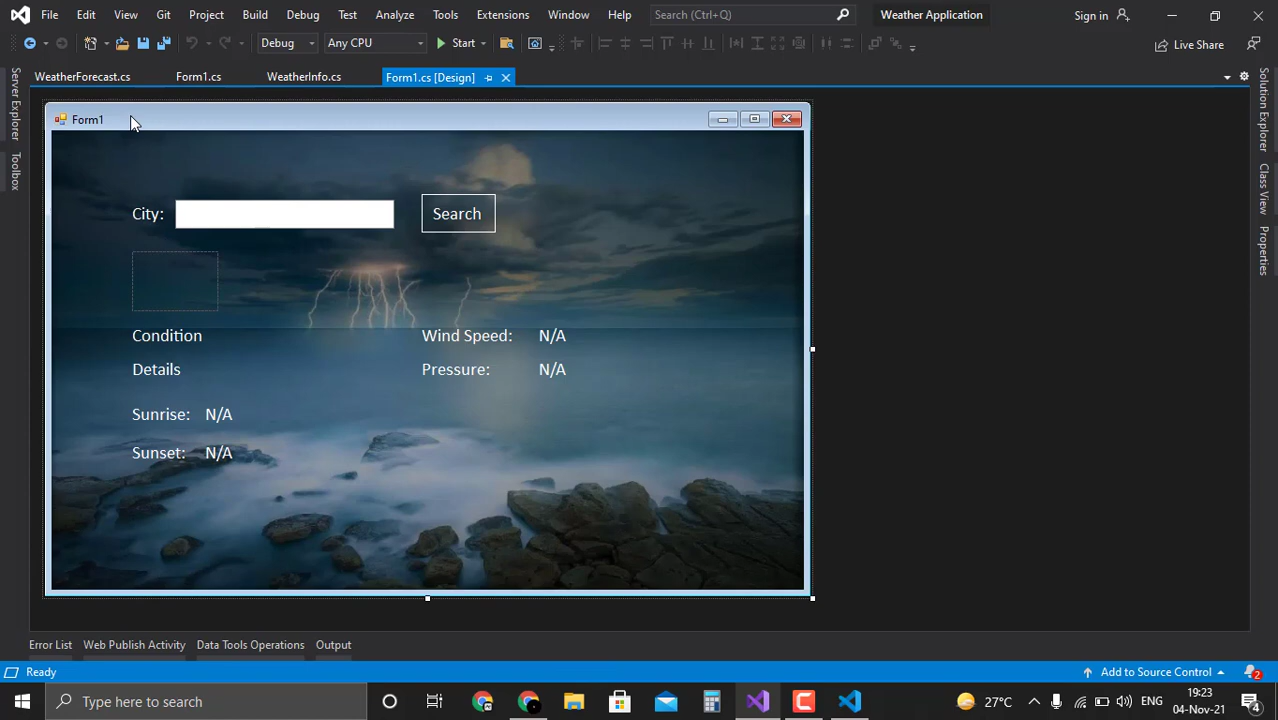 File Edit View Git Project Build Debug Test Analyze Tools Extensions Window Help Search (Ctrl+Q) Weather Application Sign in
Debug Any CPU Start Live Share
WeatherForecast.cs Form1.cs WeatherInfo.cs Form1.cs [Design]
Server Explorer
Toolbox
Solution Explorer
Class View
Properties
Form1
City: Search
Condition Wind Speed: N/A
Details Pressure: N/A
Sunrise: N/A
Sunset: N/A
Error List Web Publish Activity Data Tools Operations Output
Ready Add to Source Control 2
Type here to search 27°C ENG 19:23
04-Nov-21 4